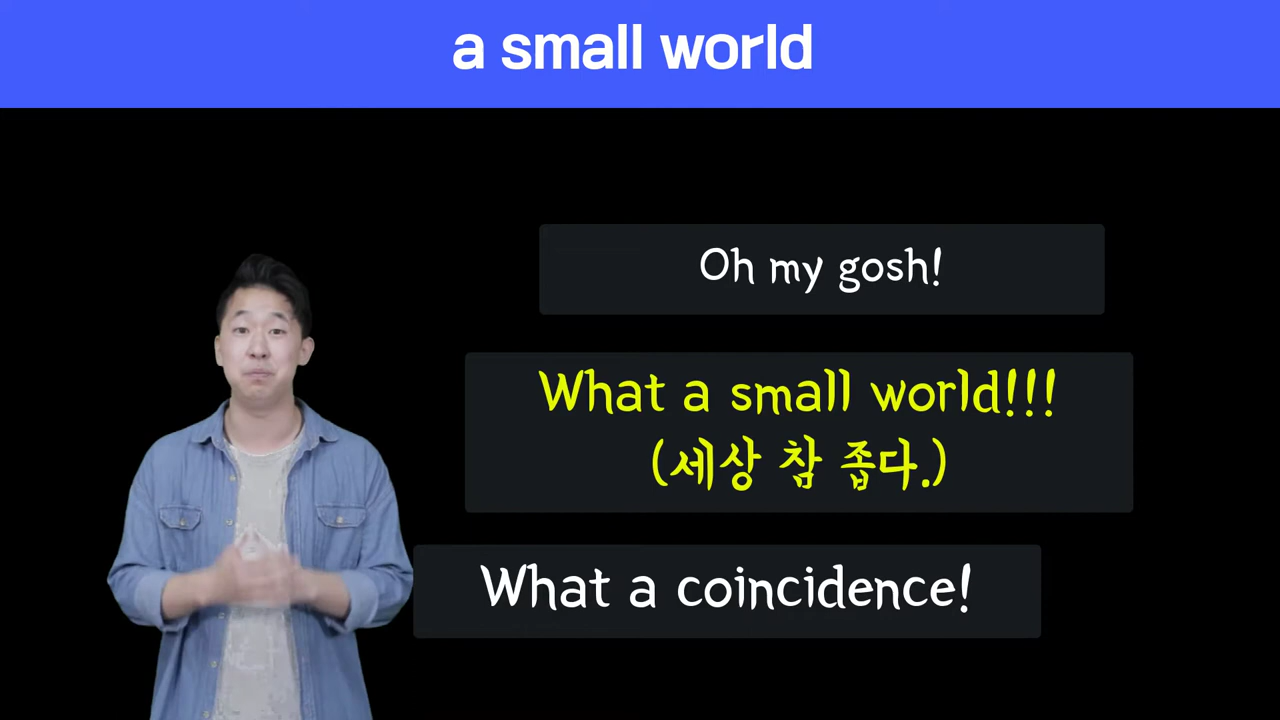 a small world
Oh my gosh!
What a small world!!!
(세상 참 좁다.)
What a coincidence!